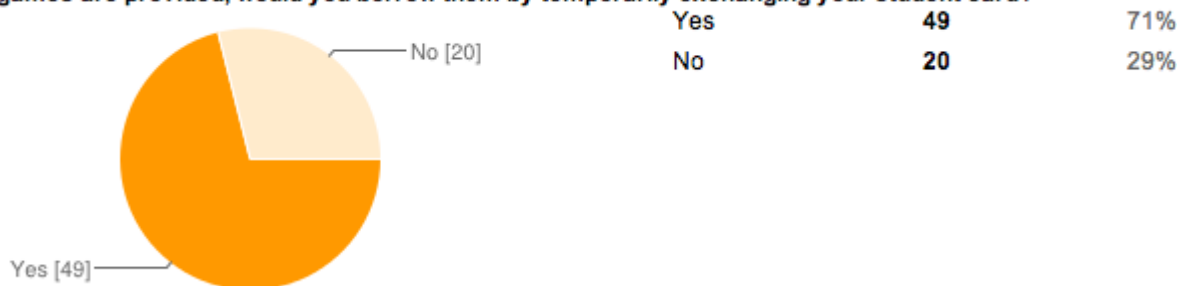 games are provided, would you borrow them by temporarily exhanging your student card?
Yes 49 71%
No 20 29%
No [20]
Yes [49]